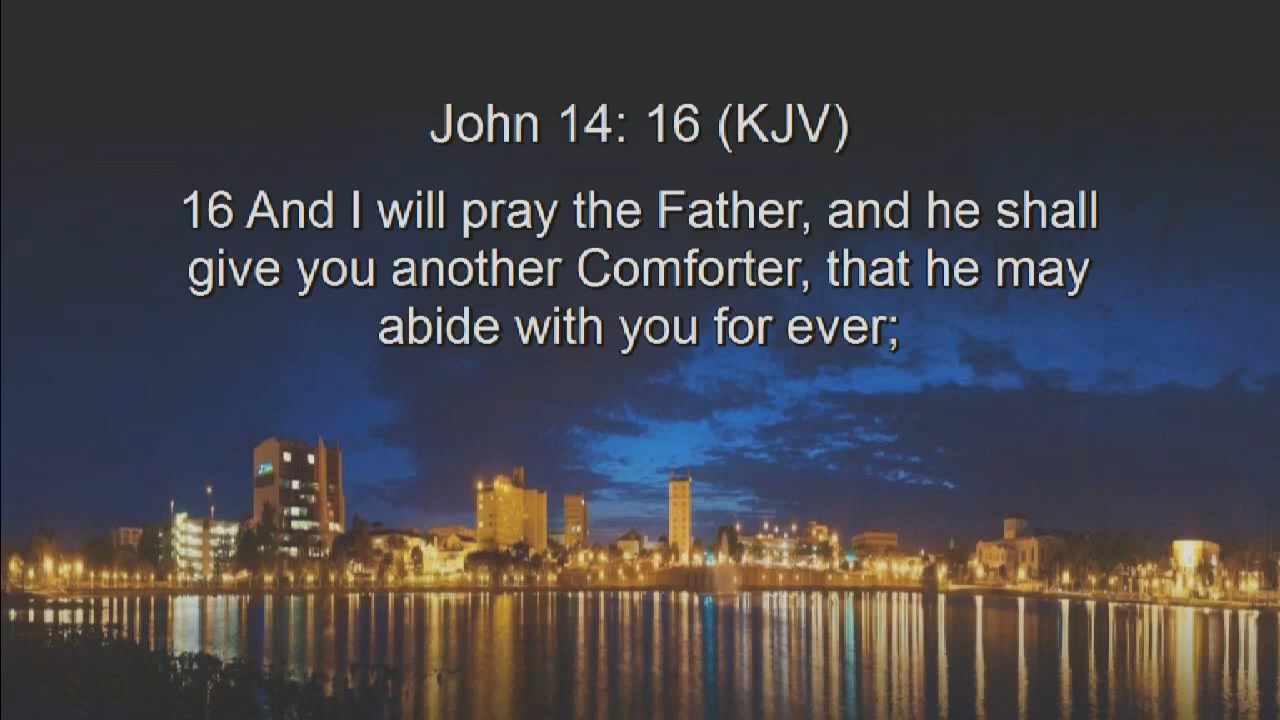 John 14: 16 (KJV)
16 And I will pray the Father, and he shall
give you another Comforter, that he may
abide with you for ever;